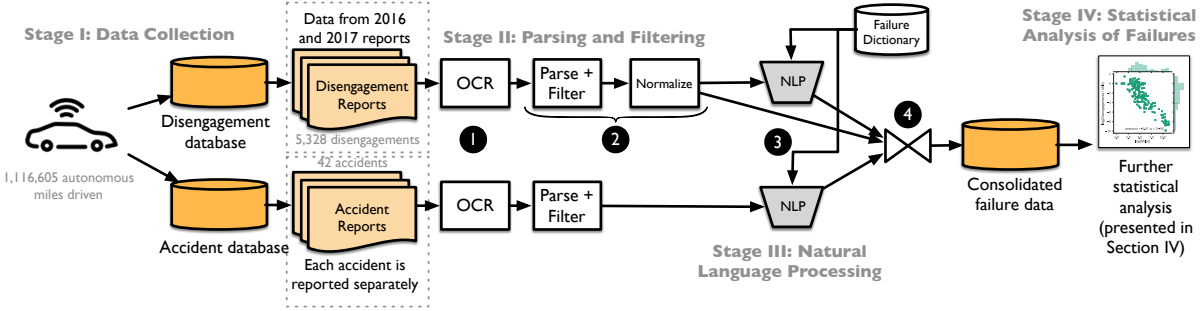 Stage I: Data Collection
Data from 2016
and 2017 reports
Stage II: Parsing and Filtering
Failure
Dictionary
Stage IV: Statistical
Analysis of Failures
Disengagement
database
Disengagement
Reports
5,328 disengagements
OCR
Parse +
Filter
Normalize
NLP
1
2
3
4
1,116,605 autonomous
miles driven
42 accidents
Accident database
Accident
Reports
Each accident is
reported separately
OCR
Parse +
Filter
NLP
Stage III: Natural
Language Processing
Consolidated
failure data
Further
statistical
analysis
(presented in
Section IV)